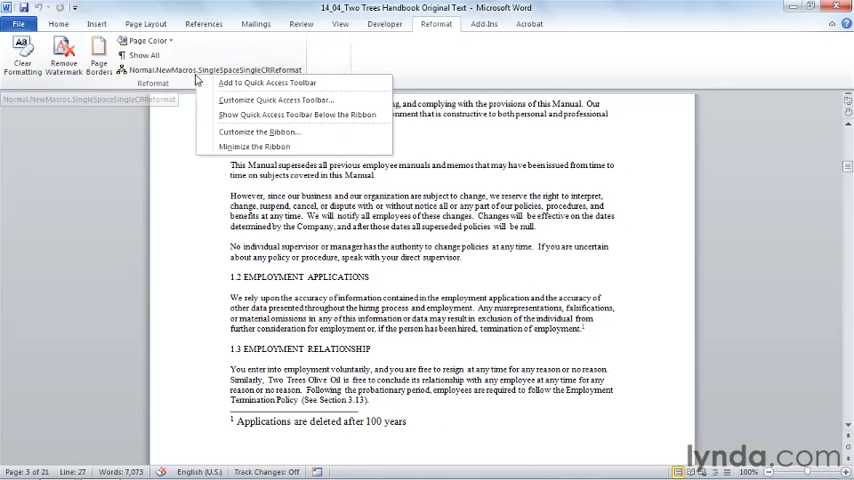 14_04_Two Trees Handbook Original Text - Microsoft Word
File Home Insert Page Layout References Mailings Review View Developer Reformat Add-Ins Acrobat
Clear Formatting
Remove Watermark
Page Borders
Page Color
Show All
Normal.NewMacros.SingleSpaceSingleCRReformat
Reformat
Normal.NewMacros.SingleSpaceSingleCRReformat
Add to Quick Access Toolbar
Customize Quick Access Toolbar...
Show Quick Access Toolbar Below the Ribbon
Customize the Ribbon...
Minimize the Ribbon
ng, and complying with the provisions of this Manual. Our
onment that is constructive to both personal and professional
This Manual supersedes all previous employee manuals and memos that may have been issued from time to
time on subjects covered in this Manual.
However, since our business and our organization are subject to change, we reserve the right to interpret,
change, suspend, cancel, or dispute with or without notice all or any part of our policies, procedures, and
benefits at any time. We will notify all employees of these changes. Changes will be effective on the dates
determined by the Company, and after those dates all superseded policies will be null.
No individual supervisor or manager has the authority to change policies at any time. If you are uncertain
about any policy or procedure, speak with your direct supervisor.
1.2 EMPLOYMENT APPLICATIONS
We rely upon the accuracy of information contained in the employment application and the accuracy of
other data presented throughout the hiring process and employment. Any misrepresentations, falsifications,
or material omissions in any of this information or data may result in exclusion of the individual from
further consideration for employment or, if the person has been hired, termination of employment.1
1.3 EMPLOYMENT RELATIONSHIP
You enter into employment voluntarily, and you are free to resign at any time for any reason or no reason.
Similarly, Two Trees Olive Oil is free to conclude its relationship with any employee at any time for any
reason or no reason. Following the probationary period, employees are required to follow the Employment
Termination Policy (See Section 3.13).
1 Applications are deleted after 100 years
lynda.com
Page: 3 of 21 Line: 27 Words: 7,073 English (U.S.) Track Changes: Off 100%